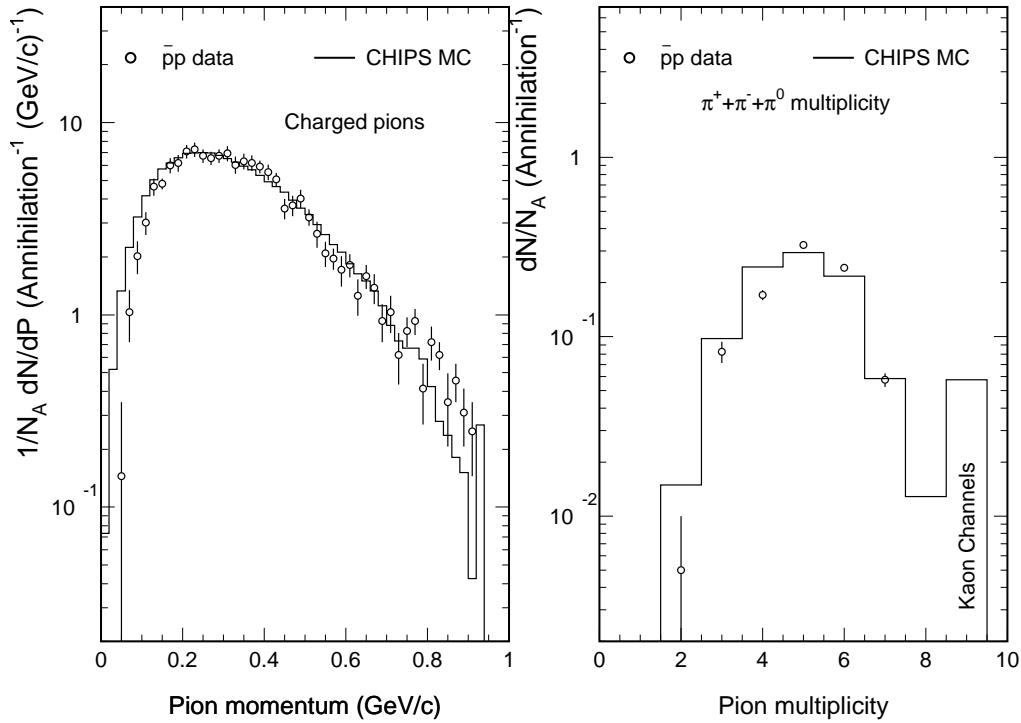 1/N_A dN/dP (Annihilation^-1 (GeV/c)^-1)
p̄p data
CHIPS MC
Charged pions
10
1
10^-1
0 0.2 0.4 0.6 0.8 1
Pion momentum (GeV/c)
dN/N_A (Annihilation^-1)
p̄p data
CHIPS MC
π^+ +π^- +π^0 multiplicity
1
10^-1
10^-2
Kaon Channels
0 2 4 6 8 10
Pion multiplicity